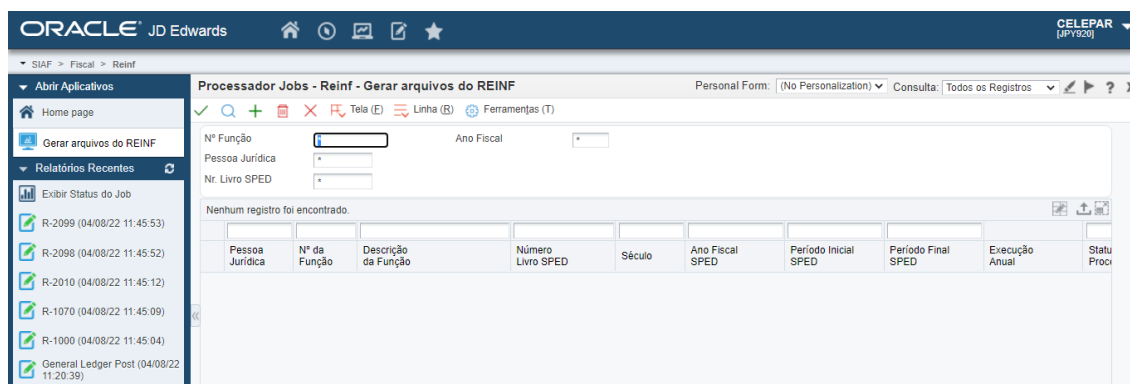 ORACLE JD Edwards
CELEPAR
[JPY920]
SIAF > Fiscal > Reinf
Abrir Aplicativos
Home page
Gerar arquivos do REINF
Relatórios Recentes
Exibir Status do Job
R-2099 (04/08/22 11:45:53)
R-2098 (04/08/22 11:45:52)
R-2010 (04/08/22 11:45:12)
R-1070 (04/08/22 11:45:09)
R-1000 (04/08/22 11:45:04)
General Ledger Post (04/08/22
11:20:39)
Processador Jobs - Reinf - Gerar arquivos do REINF
Personal Form: (No Personalization) Consulta: Todos os Registros
Tela (F) Linha (R) Ferramentas (T)
Nº Função * Ano Fiscal *
Pessoa Jurídica *
Nr. Livro SPED *
Nenhum registro foi encontrado.
Pessoa Jurídica
Nº da Função
Descrição da Função
Número Livro SPED
Século
Ano Fiscal SPED
Período Inicial SPED
Período Final SPED
Execução Anual
Statu
Proce